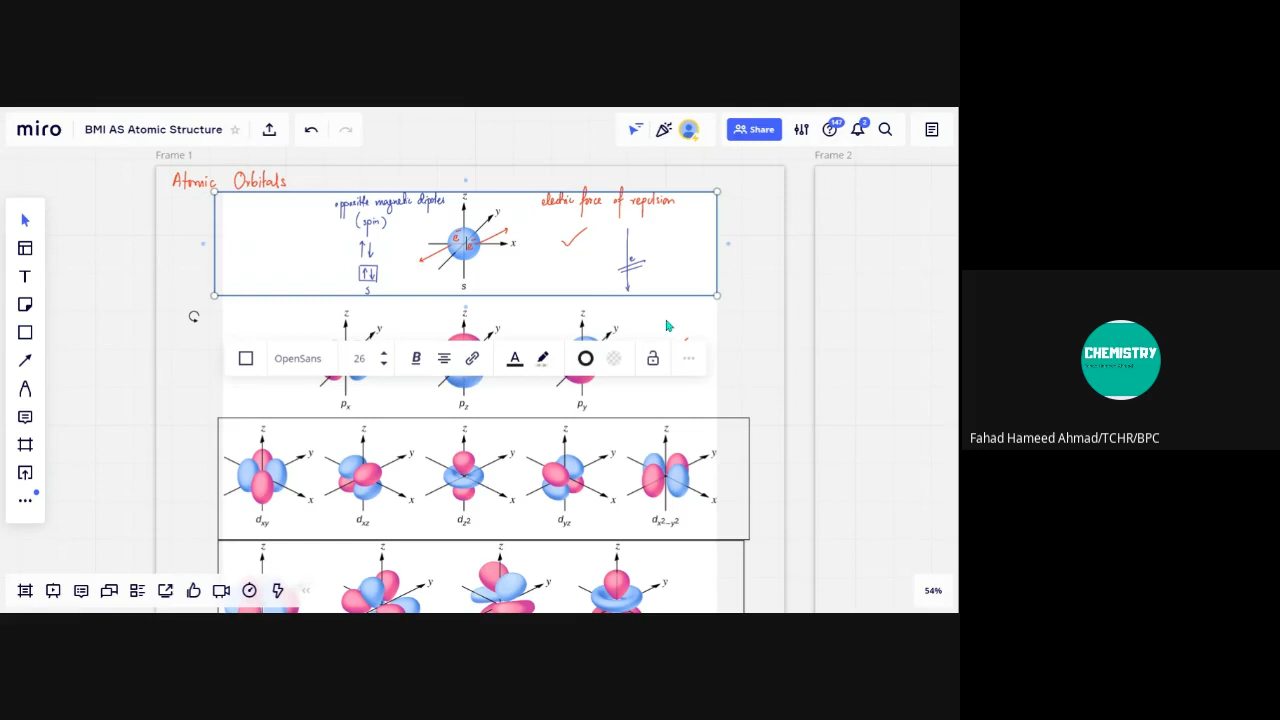 miro
BMI AS Atomic Structure
147
2
Share
Frame 1
Frame 2
Atomic Orbitals
opposite magnetic dipoles
(spin)
↑↓
↑↓
s
z
y
x
e
e
s
electric force of repulsion
✓
e
z
y
z
y
z
y
OpenSans
26
B
A
px
pz
py
z
y
x
dxy
z
y
x
dxz
z
y
x
dz2
z
y
x
dyz
z
y
x
dx2−y2
z
z
y
z
y
z
y
54%
CHEMISTRY
Fahad Hameed Ahmad/TCHR/BPC